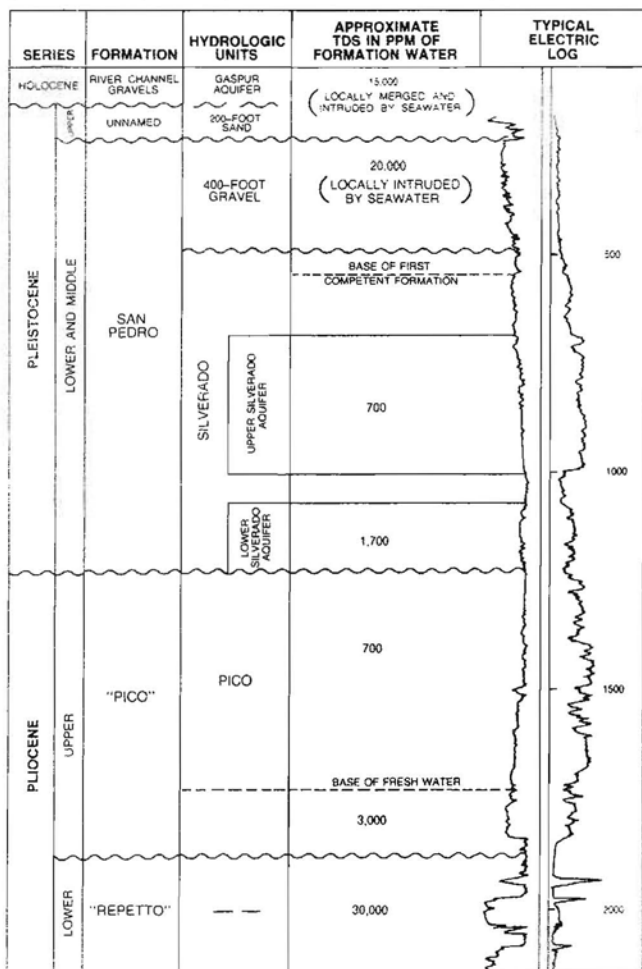 SERIES
FORMATION
HYDROLOGIC
UNITS
APPROXIMATE
TDS IN PPM OF
FORMATION WATER
TYPICAL
ELECTRIC
LOG
HOLOCENE
RIVER CHANNEL
GRAVELS
GASPUR
AQUIFER
15,000
(LOCALLY MERGED AND
INTRUDED BY SEAWATER)
PLEISTOCENE
UPPER
UNNAMED
200-FOOT
SAND
LOWER AND MIDDLE
SAN
PEDRO
400-FOOT
GRAVEL
20,000
(LOCALLY INTRUDED
BY SEAWATER)
500
BASE OF FIRST
COMPETENT FORMATION
SILVERADO
UPPER SILVERADO
AQUIFER
700
1000
LOWER
SILVERADO
AQUIFER
1,700
PLIOCENE
UPPER
"PICO"
PICO
700
1500
BASE OF FRESH WATER
3,000
LOWER
"REPETTO"
— —
30,000
2000